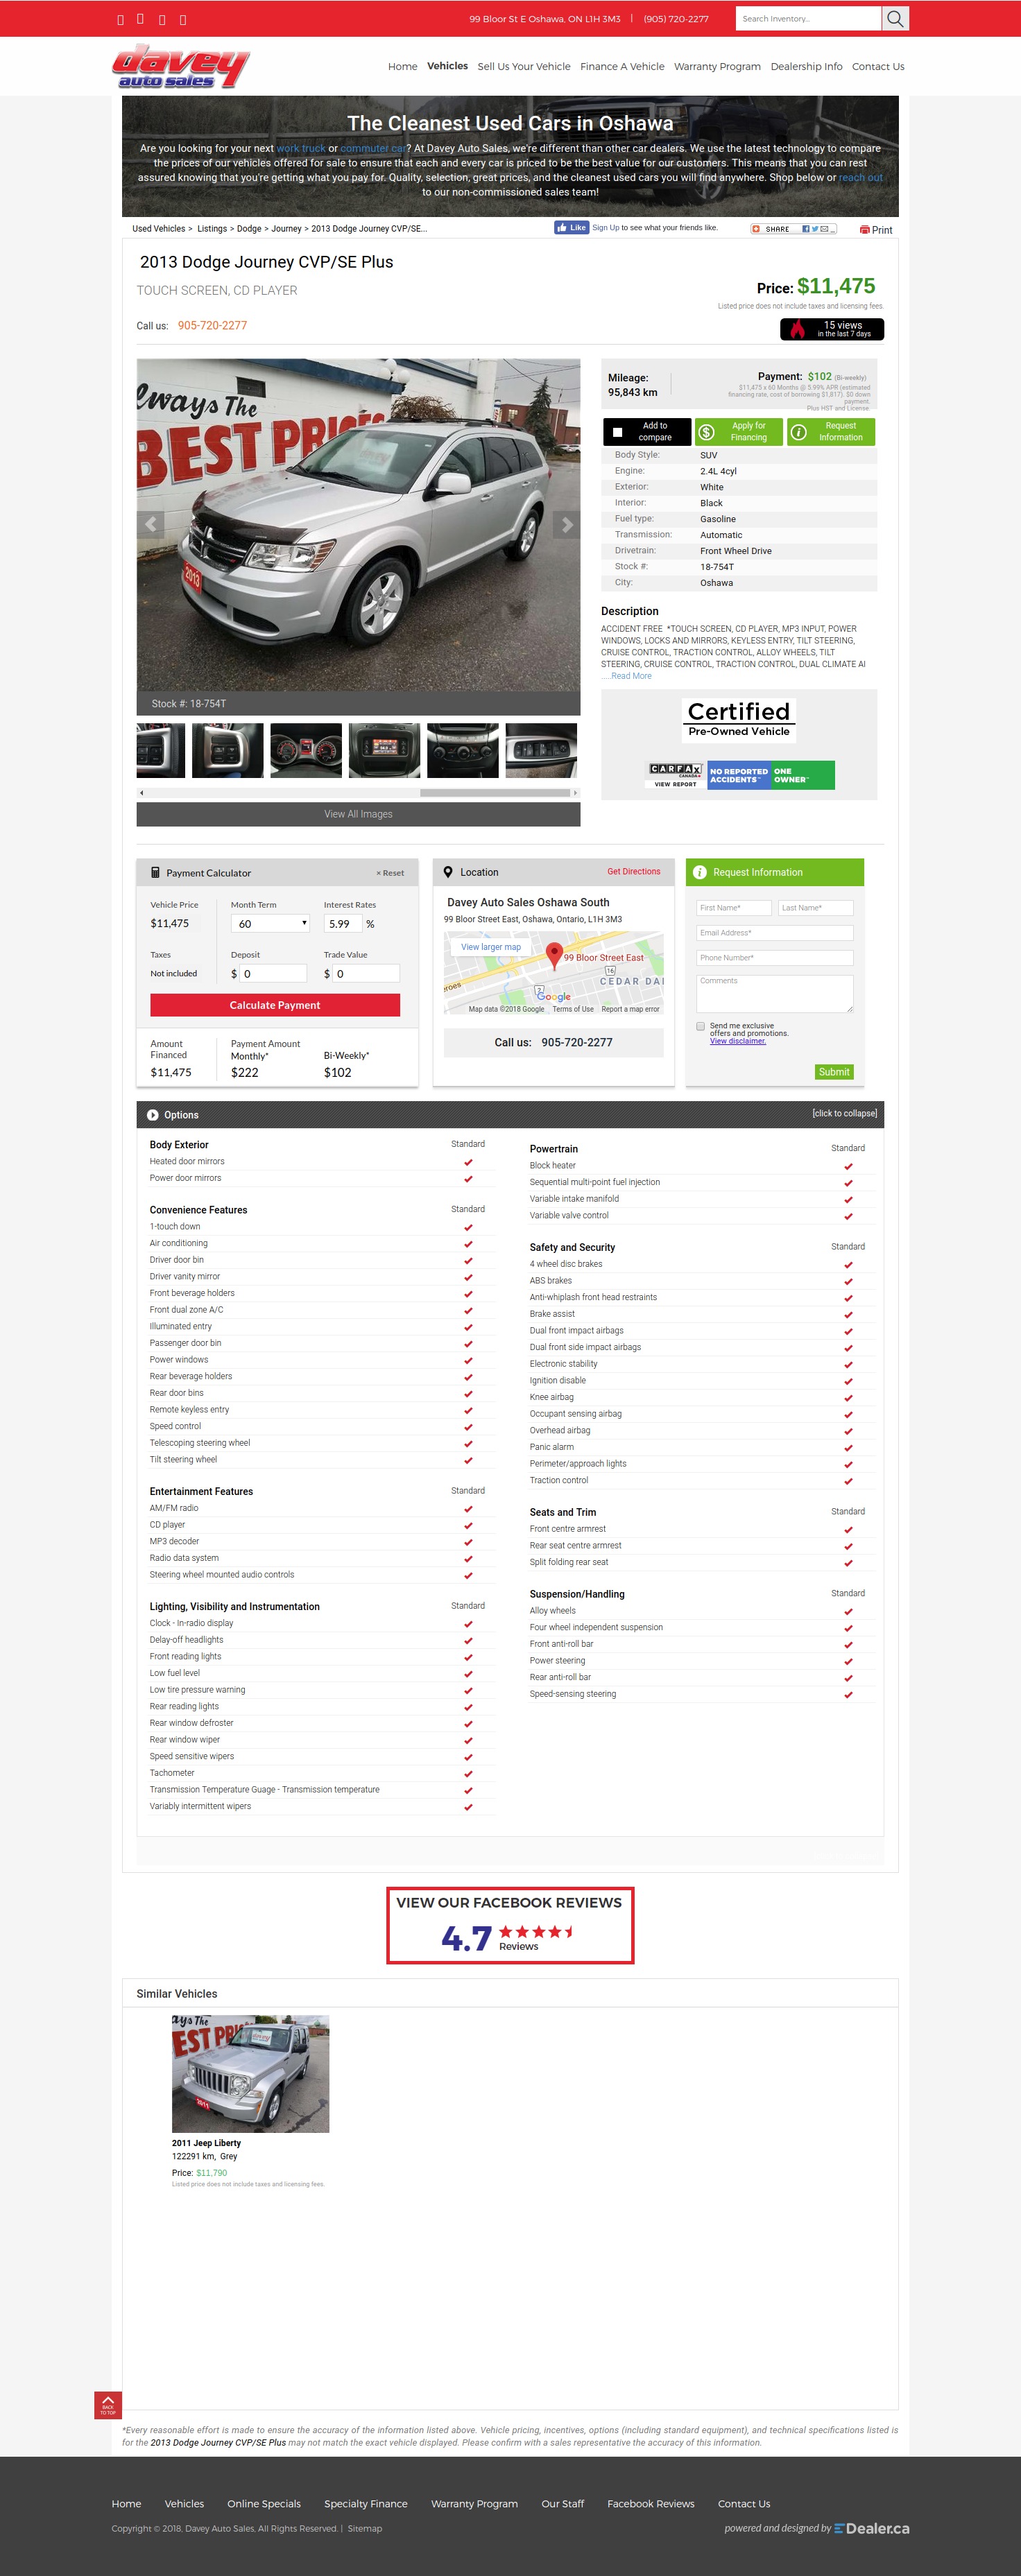 99 Bloor St E Oshawa, ON L1H 3M3 | (905) 720-2277
Search Inventory...
davey
auto sales
Home Vehicles Sell Us Your Vehicle Finance A Vehicle Warranty Program Dealership Info Contact Us
The Cleanest Used Cars in Oshawa
Are you looking for your next work truck or commuter car? At Davey Auto Sales, we're different than other car dealers. We use the latest technology to compare
the prices of our vehicles offered for sale to ensure that each and every car is priced to be the best value for our customers. This means that you can rest
assured knowing that you're getting what you pay for. Quality, selection, great prices, and the cleanest used cars you will find anywhere. Shop below or reach out
to our non-commissioned sales team!
Used Vehicles > Listings > Dodge > Journey > 2013 Dodge Journey CVP/SE...
Like Sign Up to see what your friends like.
SHARE
Print
2013 Dodge Journey CVP/SE Plus
TOUCH SCREEN, CD PLAYER
Price: $11,475
Listed price does not include taxes and licensing fees.
Call us: 905-720-2277
15 views
in the last 7 days
lways The
BEST PRIC
2013
Stock #: 18-754T
View All Images
Mileage:
95,843 km
Payment: $102 (Bi-weekly)
$11,475 x 60 Months @ 5.99% APR (estimated
financing rate, cost of borrowing $1,817). $0 down
payment.
Plus HST and License.
Add to
compare
Apply for
Financing
Request
Information
Body Style: SUV
Engine: 2.4L 4cyl
Exterior: White
Interior: Black
Fuel type: Gasoline
Transmission: Automatic
Drivetrain: Front Wheel Drive
Stock #: 18-754T
City: Oshawa
Description
ACCIDENT FREE *TOUCH SCREEN, CD PLAYER, MP3 INPUT, POWER
WINDOWS, LOCKS AND MIRRORS, KEYLESS ENTRY, TILT STEERING,
CRUISE CONTROL, TRACTION CONTROL, ALLOY WHEELS, TILT
STEERING, CRUISE CONTROL, TRACTION CONTROL, DUAL CLIMATE AI
.....Read More
Certified
Pre-Owned Vehicle
CARFAX
CANADA
VIEW REPORT
NO REPORTED
ACCIDENTS™
ONE
OWNER™
Payment Calculator × Reset
Vehicle Price Month Term Interest Rates
$11,475 60 5.99 %
Taxes Deposit Trade Value
Not included $ 0 $ 0
Calculate Payment
Amount
Financed
$11,475
Payment Amount
Monthly* Bi-Weekly*
$222 $102
Location Get Directions
Davey Auto Sales Oshawa South
99 Bloor Street East, Oshawa, Ontario, L1H 3M3
View larger map
99 Bloor Street East
16
CEDAR DAL
2
eroes
Google
Map data ©2018 Google Terms of Use Report a map error
Call us: 905-720-2277
Request Information
First Name* Last Name*
Email Address*
Phone Number*
Comments
Send me exclusive
offers and promotions.
View disclaimer.
Submit
Options [click to collapse]
Body Exterior Standard
Heated door mirrors
Power door mirrors
Convenience Features Standard
1-touch down
Air conditioning
Driver door bin
Driver vanity mirror
Front beverage holders
Front dual zone A/C
Illuminated entry
Passenger door bin
Power windows
Rear beverage holders
Rear door bins
Remote keyless entry
Speed control
Telescoping steering wheel
Tilt steering wheel
Entertainment Features Standard
AM/FM radio
CD player
MP3 decoder
Radio data system
Steering wheel mounted audio controls
Lighting, Visibility and Instrumentation Standard
Clock - In-radio display
Delay-off headlights
Front reading lights
Low fuel level
Low tire pressure warning
Rear reading lights
Rear window defroster
Rear window wiper
Speed sensitive wipers
Tachometer
Transmission Temperature Guage - Transmission temperature
Variably intermittent wipers
Powertrain Standard
Block heater
Sequential multi-point fuel injection
Variable intake manifold
Variable valve control
Safety and Security Standard
4 wheel disc brakes
ABS brakes
Anti-whiplash front head restraints
Brake assist
Dual front impact airbags
Dual front side impact airbags
Electronic stability
Ignition disable
Knee airbag
Occupant sensing airbag
Overhead airbag
Panic alarm
Perimeter/approach lights
Traction control
Seats and Trim Standard
Front centre armrest
Rear seat centre armrest
Split folding rear seat
Suspension/Handling Standard
Alloy wheels
Four wheel independent suspension
Front anti-roll bar
Power steering
Rear anti-roll bar
Speed-sensing steering
VIEW OUR FACEBOOK REVIEWS
4.7
Reviews
Similar Vehicles
ays The
EST PRIC
2011
2011 Jeep Liberty
122291 km, Grey
Price: $11,790
Listed price does not include taxes and licensing fees.
BACK
TO TOP
*Every reasonable effort is made to ensure the accuracy of the information listed above. Vehicle pricing, incentives, options (including standard equipment), and technical specifications listed is
for the 2013 Dodge Journey CVP/SE Plus may not match the exact vehicle displayed. Please confirm with a sales representative the accuracy of this information.
Home Vehicles Online Specials Specialty Finance Warranty Program Our Staff Facebook Reviews Contact Us
Copyright © 2018. Davey Auto Sales. All Rights Reserved. | Sitemap
powered and designed by EDealer.ca